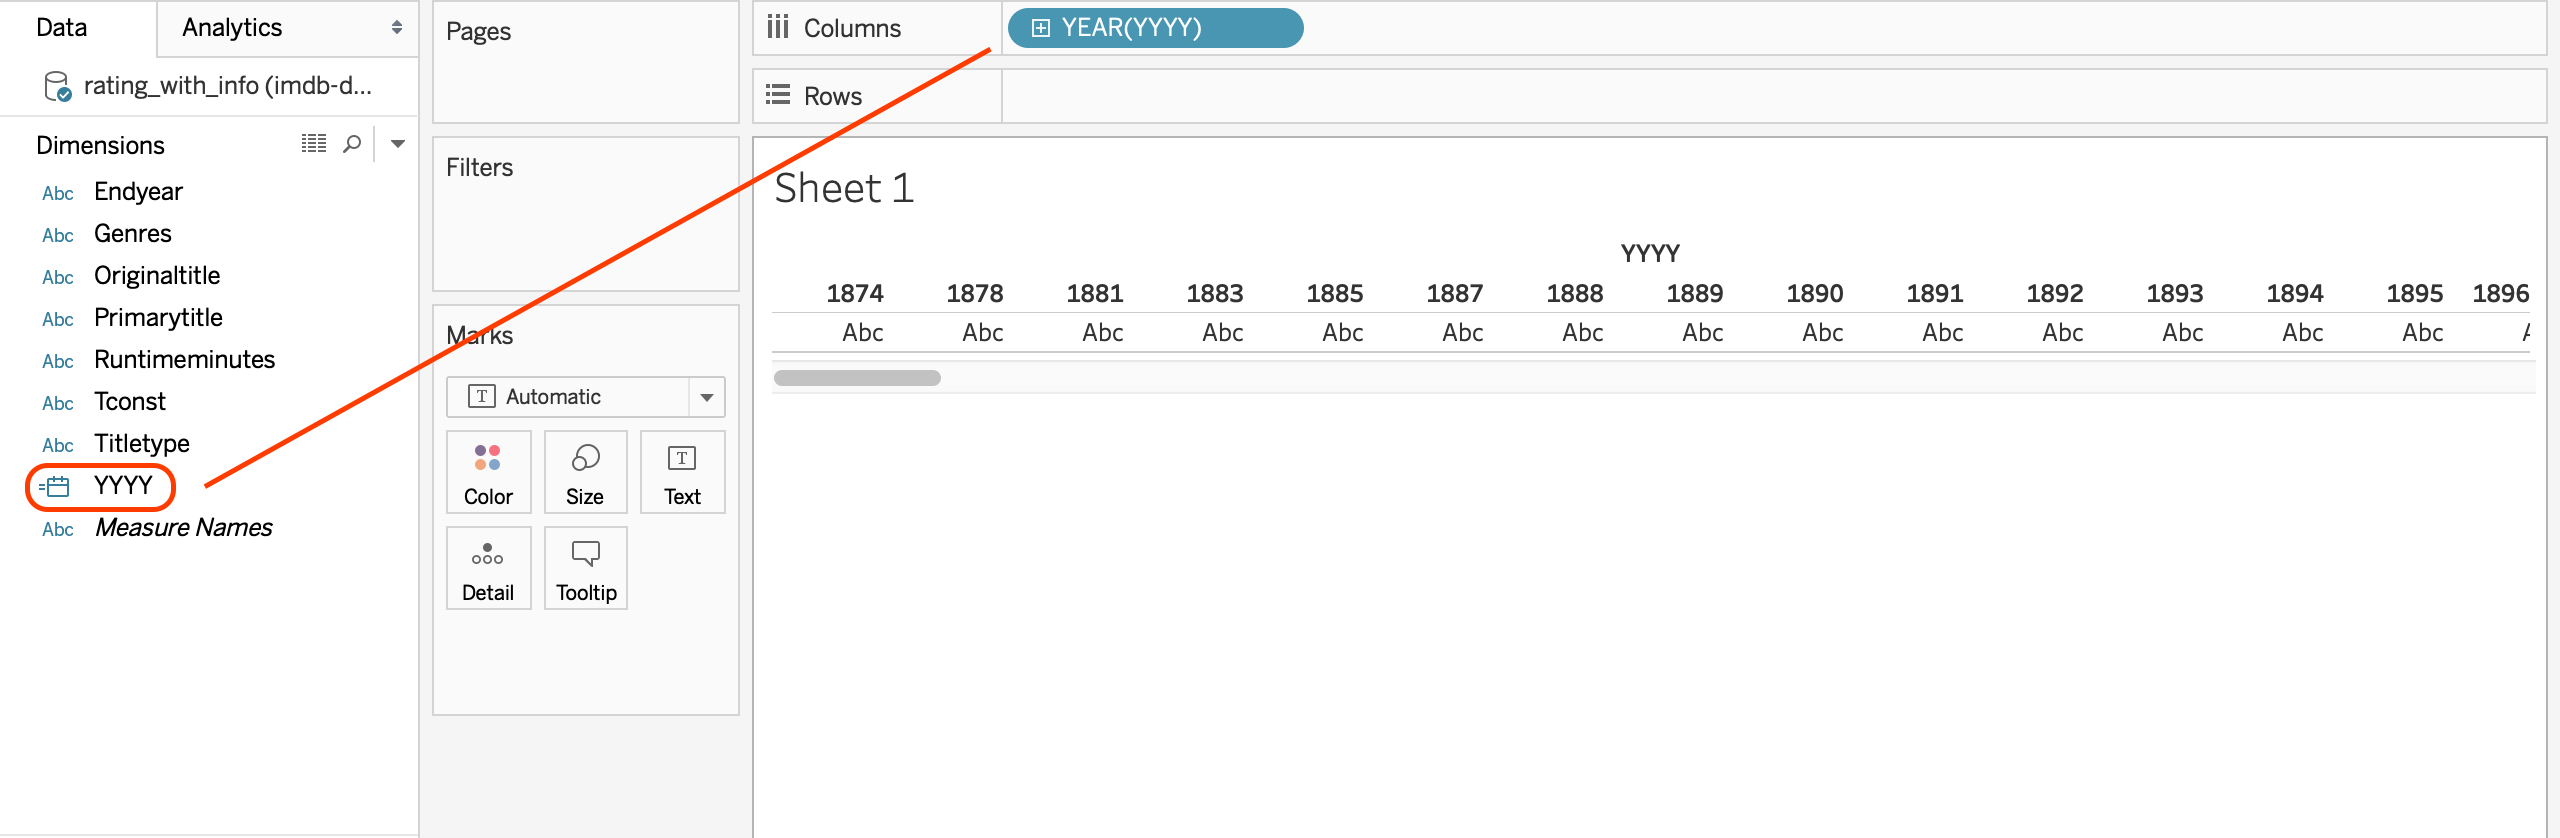 Data
Analytics
rating_with_info (imdb-d...
Dimensions
Abc Endyear
Abc Genres
Abc Originaltitle
Abc Primarytitle
Abc Runtimeminutes
Abc Tconst
Abc Titletype
YYYY
Abc Measure Names
Pages
Filters
Marks
T Automatic
Color Size T Text
Detail Tooltip
Columns YEAR(YYYY)
Rows
Sheet 1
YYYY
1874 1878 1881 1883 1885 1887 1888 1889 1890 1891 1892 1893 1894 1895 1896
Abc Abc Abc Abc Abc Abc Abc Abc Abc Abc Abc Abc Abc Abc